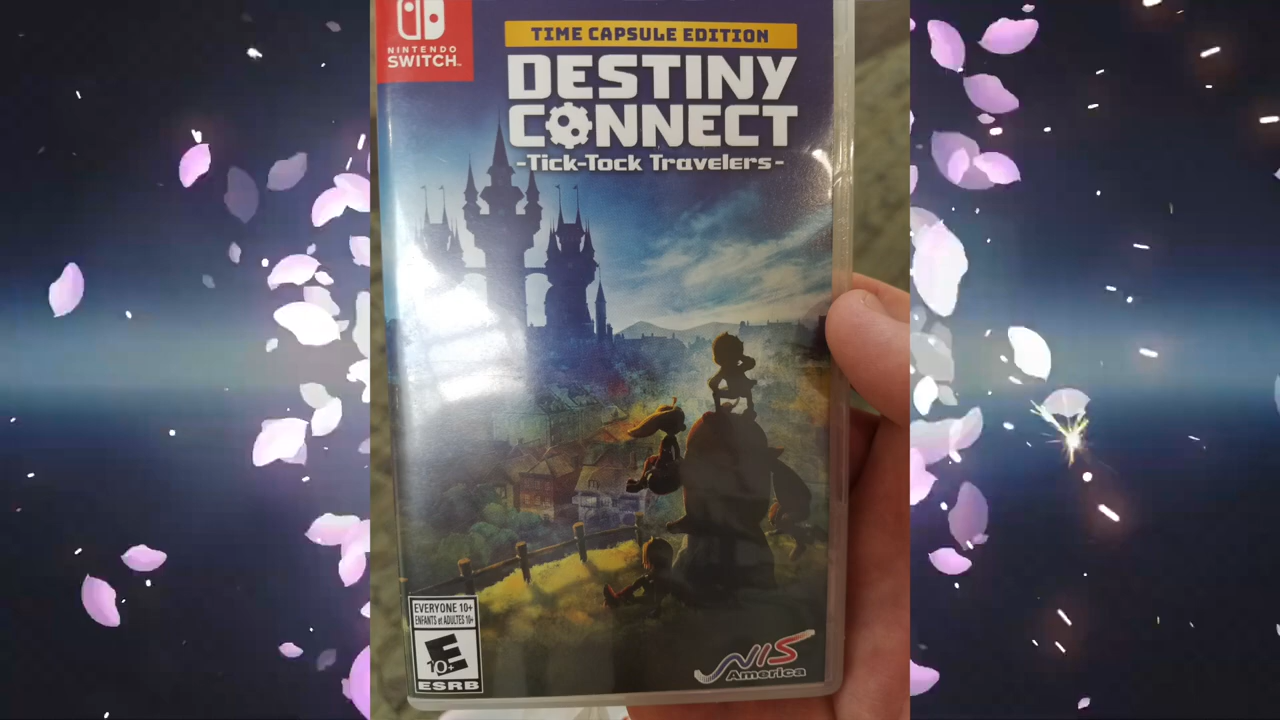 NINTENDO
SWITCH™
TIME CAPSULE EDITION
DESTINY
CONNECT
-Tick-Tock Travelers-
EVERYONE 10+
ENFANTS et ADULTES 10+
E
10+
ESRB
NIS
America